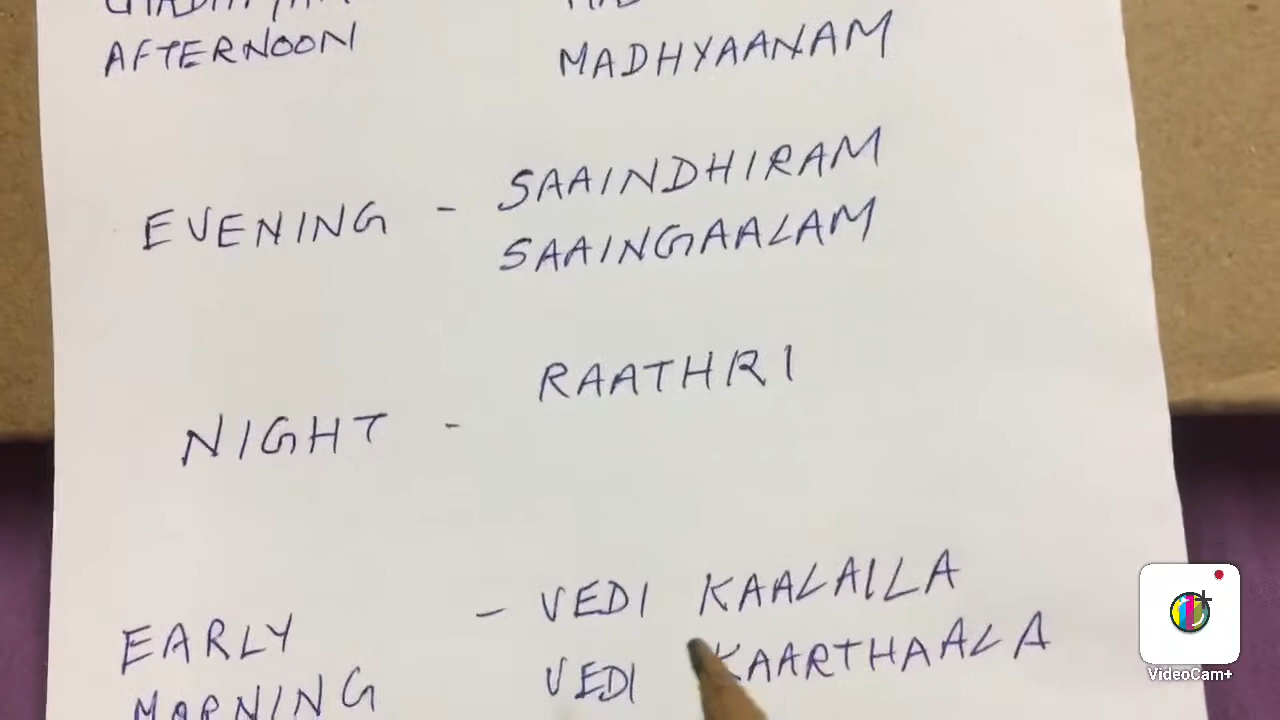 AFTERNOON MADHYAANAM
EVENING - SAAINDHIRAM
SAAINGAALAM
NIGHT - RAATHRI
EARLY - VEDI KAALAILA
MORNING VEDI KAARTHAALA
VideoCam+